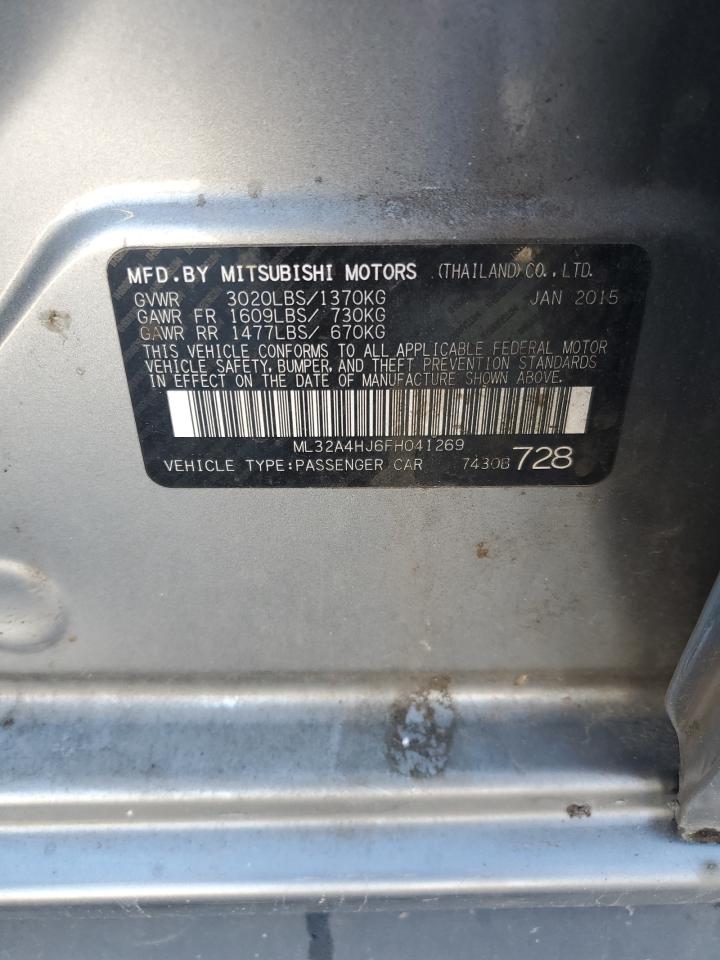 MFD.BY MITSUBISHI MOTORS (THAILAND)CO.,LTD.
GVWR 3020LBS/1370KG JAN 2015
GAWR FR 1609LBS/ 730KG
GAWR RR 1477LBS/ 670KG
THIS VEHICLE CONFORMS TO ALL APPLICABLE FEDERAL MOTOR
VEHICLE SAFETY, BUMPER, AND THEFT PREVENTION STANDARDS
IN EFFECT ON THE DATE OF MANUFACTURE SHOWN ABOVE.
ML32A4HJ6FH041269
VEHICLE TYPE:PASSENGER CAR 7430B 728